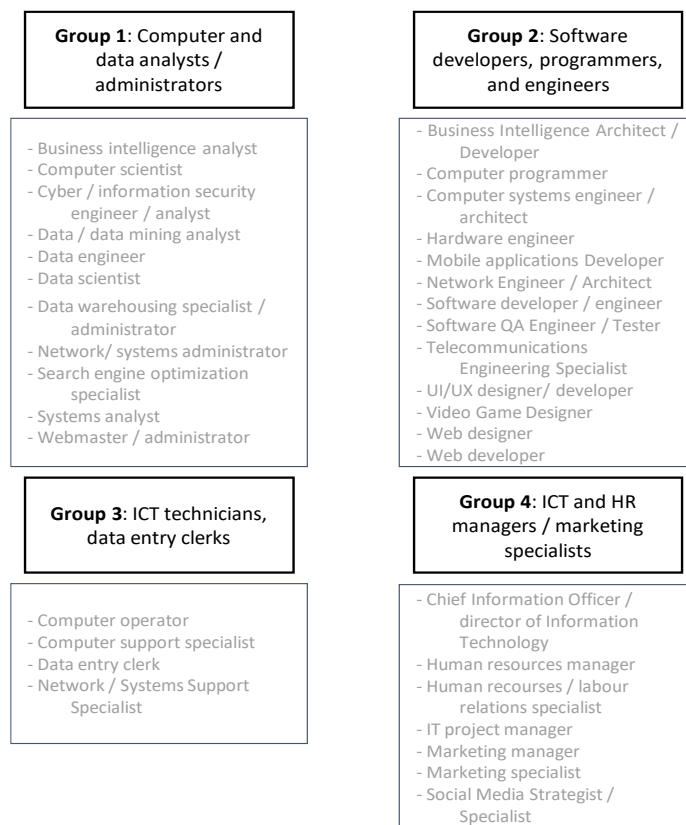 Group 1: Computer and
data analysts /
administrators
- Business intelligence analyst
- Computer scientist
- Cyber / information security
engineer / analyst
- Data / data mining analyst
- Data engineer
- Data scientist
- Data warehousing specialist /
administrator
- Network/ systems administrator
- Search engine optimization
specialist
- Systems analyst
- Webmaster / administrator
Group 2: Software
developers, programmers,
and engineers
- Business Intelligence Architect /
Developer
- Computer programmer
- Computer systems engineer /
architect
- Hardware engineer
- Mobile applications Developer
- Network Engineer / Architect
- Software developer / engineer
- Software QA Engineer / Tester
- Telecommunications
Engineering Specialist
- UI/UX designer/ developer
- Video Game Designer
- Web designer
- Web developer
Group 3: ICT technicians,
data entry clerks
- Computer operator
- Computer support specialist
- Data entry clerk
- Network / Systems Support
Specialist
Group 4: ICT and HR
managers / marketing
specialists
- Chief Information Officer /
director of Information
Technology
- Human resources manager
- Human recourses / labour
relations specialist
- IT project manager
- Marketing manager
- Marketing specialist
- Social Media Strategist /
Specialist